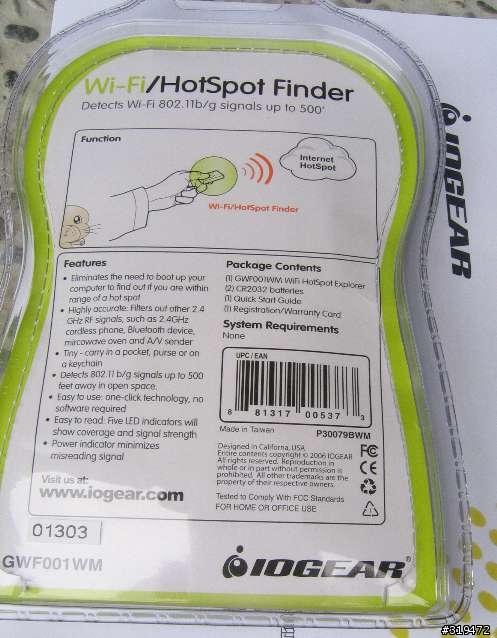 Wi-Fi/HotSpot Finder
Detects Wi-Fi 802.11b/g signals up to 500'
Function
Internet
HotSpot
Wi-Fi/HotSpot Finder
Features
• Eliminates the need to boot up your
computer to find out if you are within
range of a hot spot
• Highly accurate: Filters out other 2.4
GHz RF signals, such as 2.4GHz
cordless phone, Bluetooth device,
mircowave oven and A/V sender
• Tiny - carry in a pocket, purse or on
a keychain
• Detects 802.11 b/g signals up to 500
feet away in open space.
• Easy to use: one-click technology, no
software required
• Easy to read: Five LED indicators will
show coverage and signal strength
• Power indicator minimizes
misreading signal
Visit us at:
www.iogear.com
01303
GWF001WM
Package Contents
(1) GWF001WM WiFi HotSpot Explorer
(2) CR2032 batteries
(1) Quick Start Guide
(1) Registration/Warranty Card
System Requirements
None
UPC / EAN
8 81317 00537 3
Made in Taiwan
P30079BWM
Designed in California, USA
Entire contents copyright © 2006 IOGEAR
All rights reserved. Reproduction in
whole or in part without permission is
prohibited. All other trademarks are the
property of their respective owners.
Tested to Comply With FCC Standards
FOR HOME OR OFFICE USE
FC
CE
IOGEAR®
IOGEAR
#319472